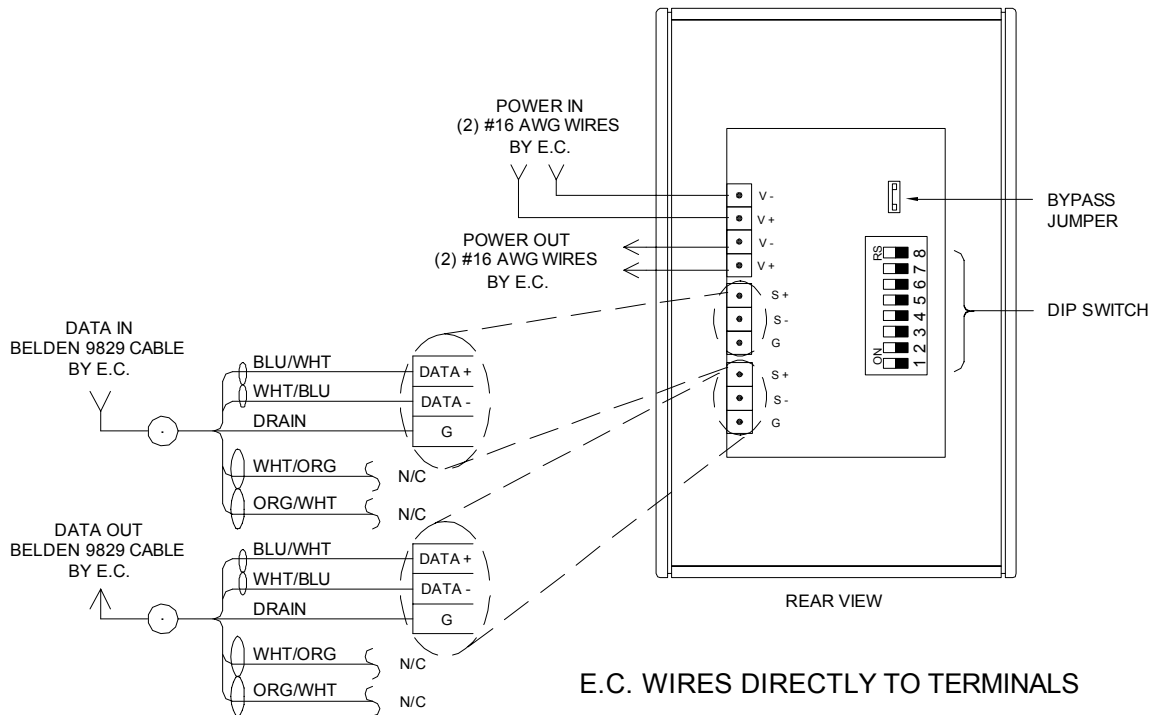 POWER IN
(2) #16 AWG WIRES
BY E.C.
V -
V +
V -
V +
POWER OUT
(2) #16 AWG WIRES
BY E.C.
S +
S -
G
S +
S -
G
BYPASS
JUMPER
RS
ON
1 2 3 4 5 6 7 8
DIP SWITCH
DATA IN
BELDEN 9829 CABLE
BY E.C.
BLU/WHT
WHT/BLU
DRAIN
WHT/ORG
ORG/WHT
DATA +
DATA -
G
N/C
N/C
DATA OUT
BELDEN 9829 CABLE
BY E.C.
BLU/WHT
WHT/BLU
DRAIN
WHT/ORG
ORG/WHT
DATA +
DATA -
G
N/C
N/C
REAR VIEW
E.C. WIRES DIRECTLY TO TERMINALS